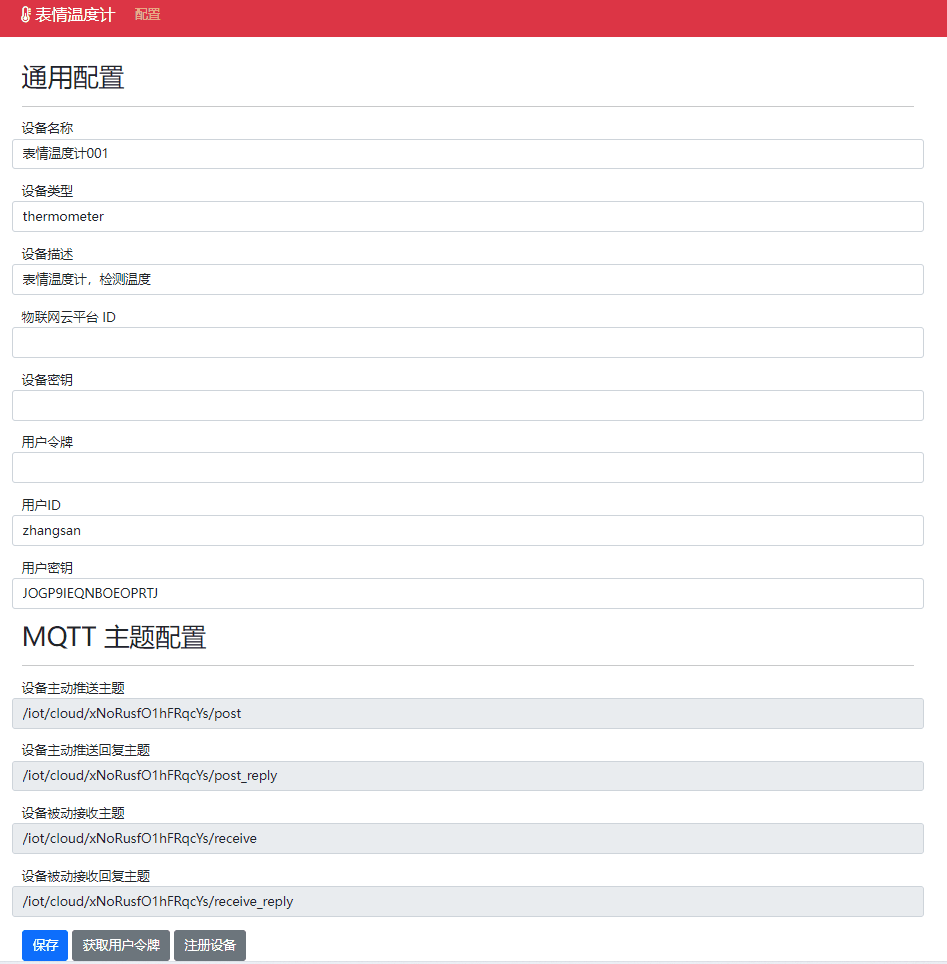 表情温度计 配置
通用配置
设备名称
表情温度计001
设备类型
thermometer
设备描述
表情温度计，检测温度
物联网云平台 ID
设备密钥
用户令牌
用户ID
zhangsan
用户密钥
JOGP9IEQNBOEOPRTJ
MQTT 主题配置
设备主动推送主题
/iot/cloud/xNoRusfO1hFRqcYs/post
设备主动推送回复主题
/iot/cloud/xNoRusfO1hFRqcYs/post_reply
设备被动接收主题
/iot/cloud/xNoRusfO1hFRqcYs/receive
设备被动接收回复主题
/iot/cloud/xNoRusfO1hFRqcYs/receive_reply
保存 获取用户令牌 注册设备